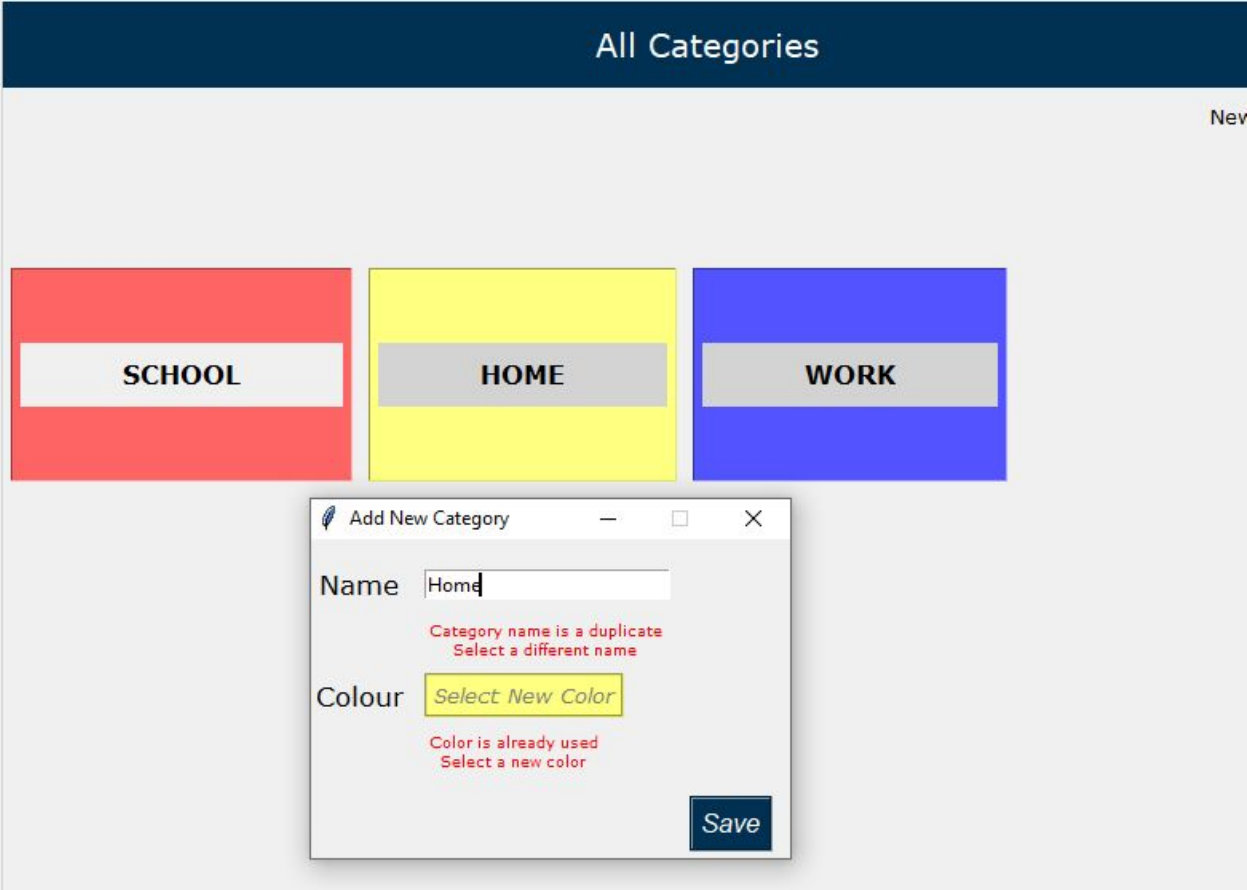 All Categories
New
SCHOOL
HOME
WORK
Add New Category
Name
Home
Category name is a duplicate
Select a different name
Colour
Select New Color
Color is already used
Select a new color
Save